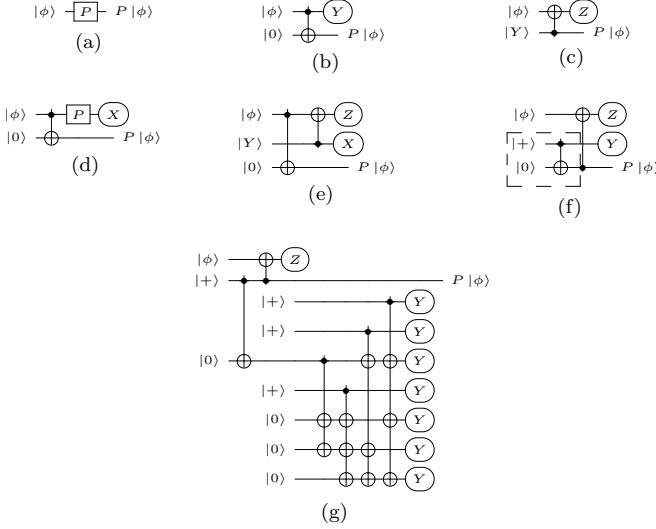 |ϕ⟩ P P |ϕ⟩
(a)
|ϕ⟩ Y
|0⟩ P |ϕ⟩
(b)
|ϕ⟩ Z
|Y⟩ P |ϕ⟩
(c)
|ϕ⟩ P X
|0⟩ P |ϕ⟩
(d)
|ϕ⟩ Z
|Y⟩ X
|0⟩ P |ϕ⟩
(e)
|ϕ⟩ Z
|+⟩ Y
|0⟩ P |ϕ⟩
(f)
|ϕ⟩ Z
|+⟩ P |ϕ⟩
|+⟩ Y
|+⟩ Y
|0⟩ Y
|+⟩ Y
|0⟩ Y
|0⟩ Y
|0⟩ Y
(g)